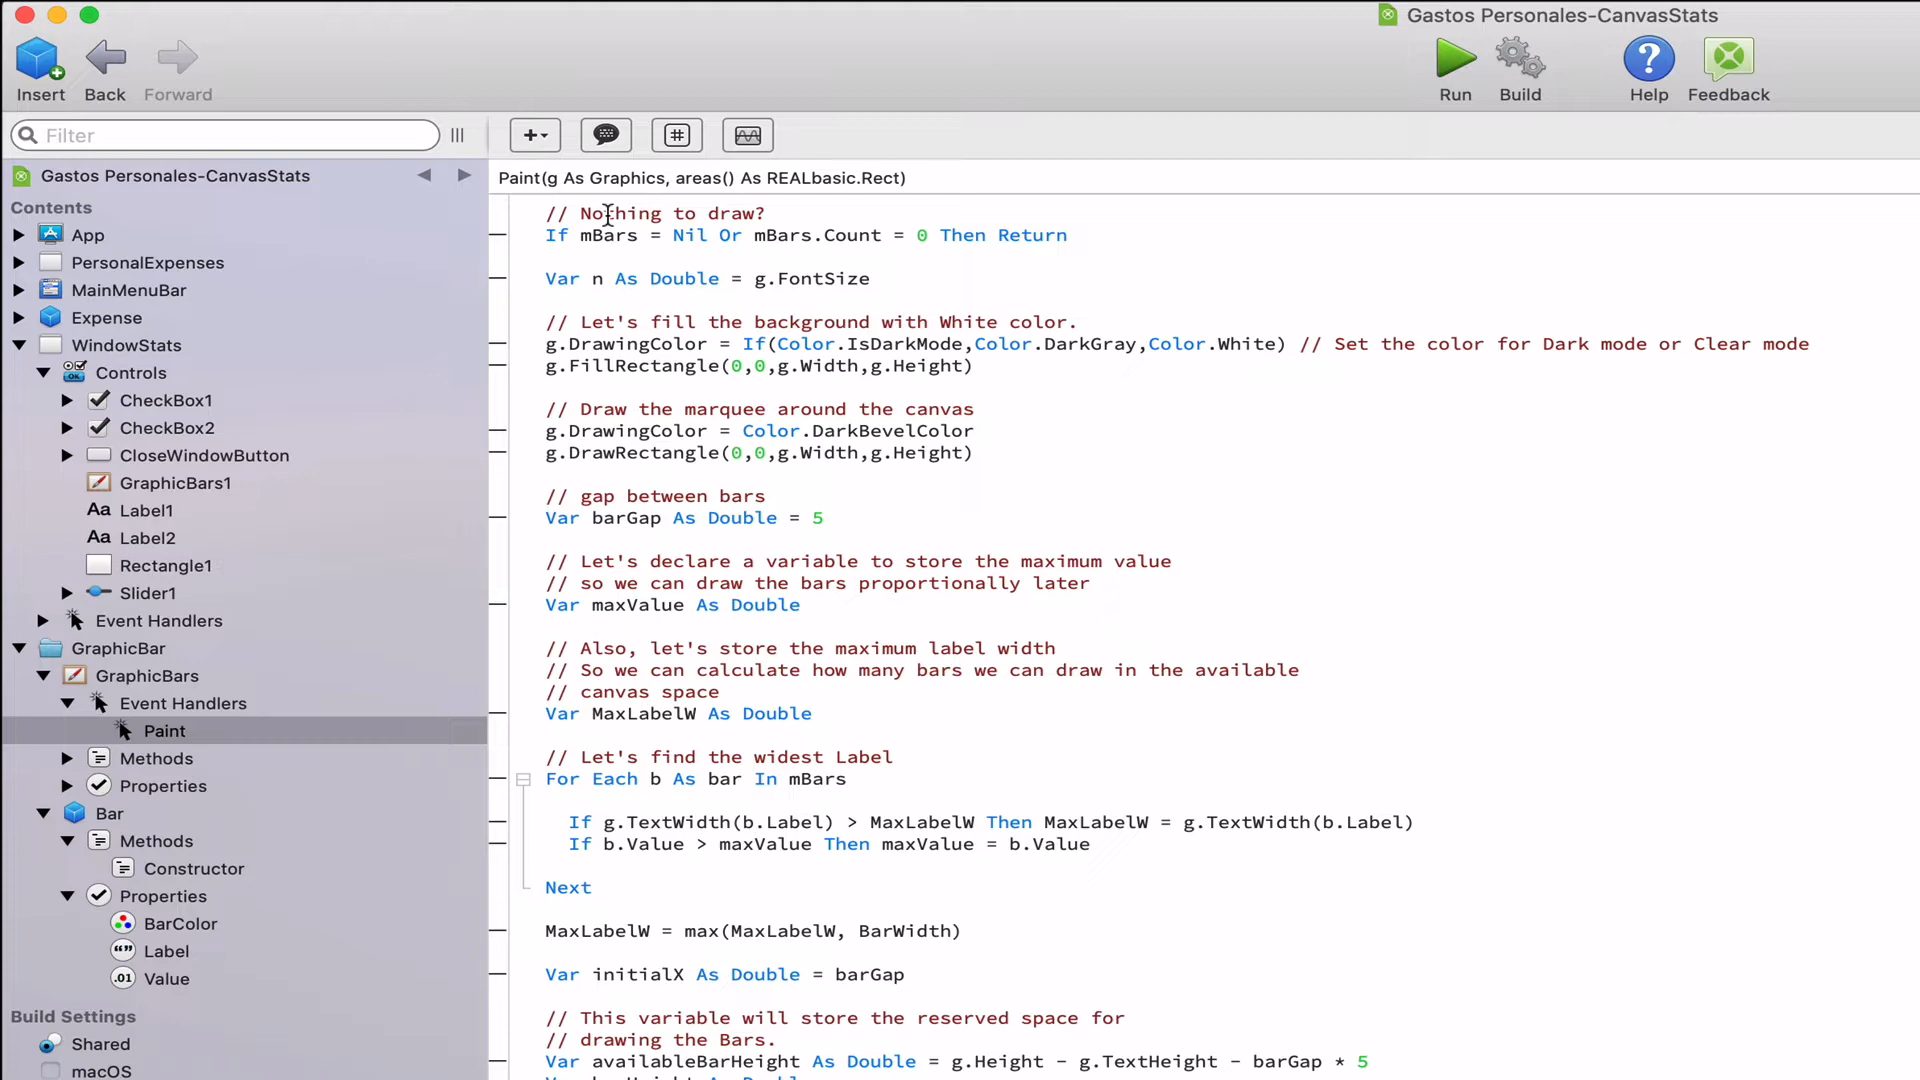 Gastos Personales-CanvasStats
Insert
Back
Forward
Run
Build
Help
Feedback
Filter
Gastos Personales-CanvasStats
Contents
App
PersonalExpenses
MainMenuBar
Expense
WindowStats
Controls
CheckBox1
CheckBox2
CloseWindowButton
GraphicBars1
Aa Label1
Aa Label2
Rectangle1
Slider1
Event Handlers
GraphicBar
GraphicBars
Event Handlers
Paint
Methods
Properties
Bar
Methods
Constructor
Properties
BarColor
Label
.01 Value
Build Settings
Shared
macOS
Paint(g As Graphics, areas() As REALbasic.Rect)
// Nothing to draw?
If mBars = Nil Or mBars.Count = 0 Then Return
Var n As Double = g.FontSize
// Let's fill the background with White color.
g.DrawingColor = If(Color.IsDarkMode,Color.DarkGray,Color.White) // Set the color for Dark mode or Clear mode
g.FillRectangle(0,0,g.Width,g.Height)
// Draw the marquee around the canvas
g.DrawingColor = Color.DarkBevelColor
g.DrawRectangle(0,0,g.Width,g.Height)
// gap between bars
Var barGap As Double = 5
// Let's declare a variable to store the maximum value
// so we can draw the bars proportionally later
Var maxValue As Double
// Also, let's store the maximum label width
// So we can calculate how many bars we can draw in the available
// canvas space
Var MaxLabelW As Double
// Let's find the widest Label
For Each b As bar In mBars
If g.TextWidth(b.Label) > MaxLabelW Then MaxLabelW = g.TextWidth(b.Label)
If b.Value > maxValue Then maxValue = b.Value
Next
MaxLabelW = max(MaxLabelW, BarWidth)
Var initialX As Double = barGap
// This variable will store the reserved space for
// drawing the Bars.
Var availableBarHeight As Double = g.Height - g.TextHeight - barGap * 5